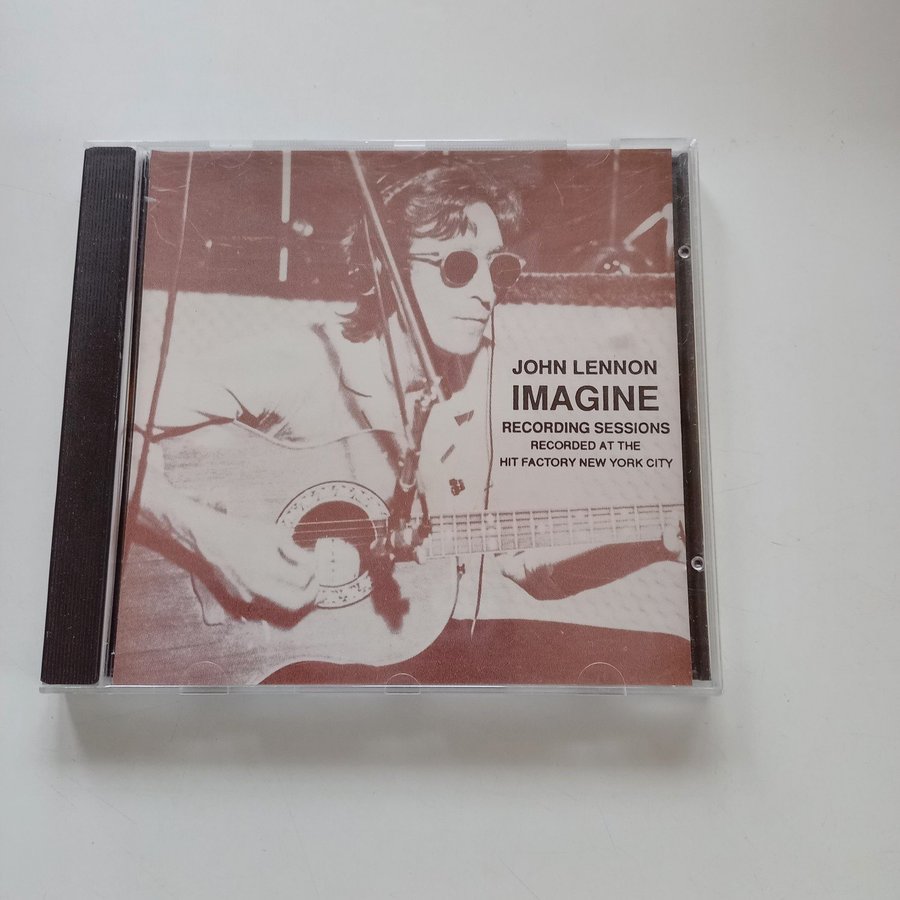 JOHN LENNON
IMAGINE
RECORDING SESSIONS
RECORDED AT THE
HIT FACTORY NEW YORK CITY